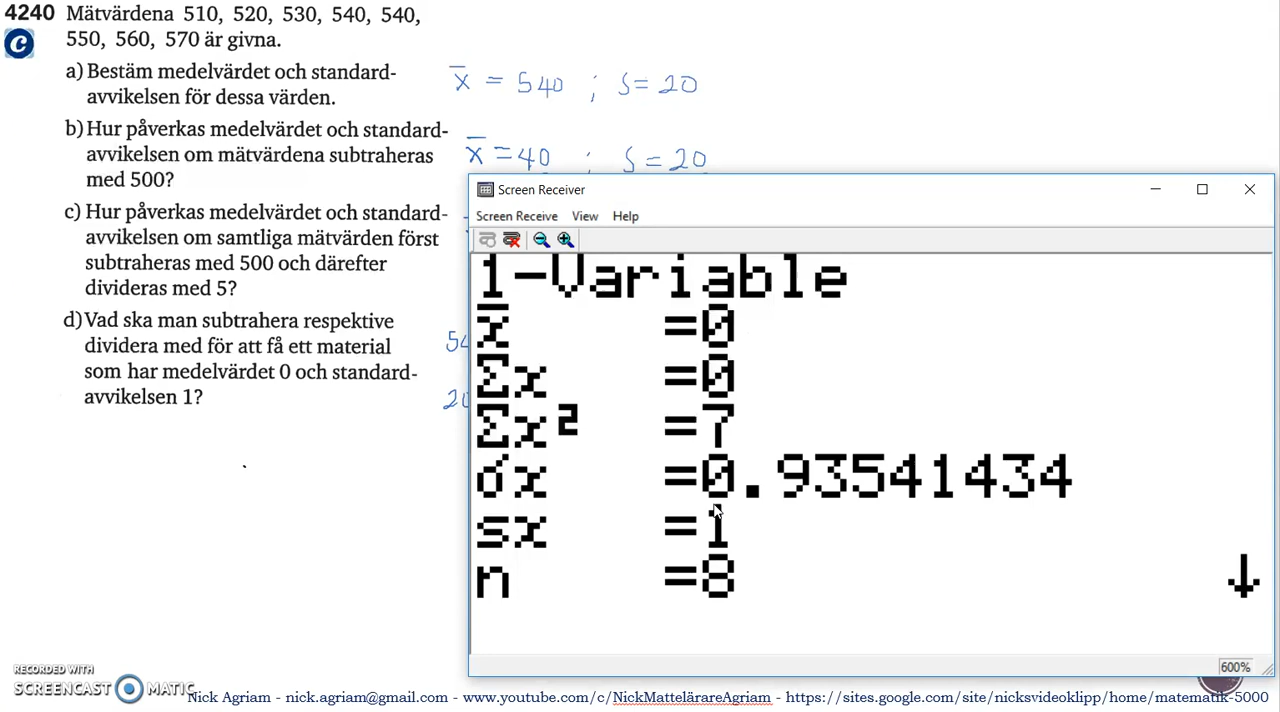 4240 Mätvärdena 510, 520, 530, 540, 540,
550, 560, 570 är givna.
a) Bestäm medelvärdet och standard-
avvikelsen för dessa värden.
x̄ = 540 ; S = 20
b) Hur påverkas medelvärdet och standard-
avvikelsen om mätvärdena subtraheras
med 500?
x̄ = 40 ; S = 20
c) Hur påverkas medelvärdet och standard-
avvikelsen om samtliga mätvärden först
subtraheras med 500 och därefter
divideras med 5?
d) Vad ska man subtrahera respektive
dividera med för att få ett material
som har medelvärdet 0 och standard-
avvikelsen 1?
54
20
Screen Receiver
Screen Receive View Help
1-Variable
x̄ =0
Σx =0
Σx² =7
σx =0.93541434
sx =1
n =8
↓
600%
RECORDED WITH
SCREENCAST MATIC
Nick Agriam - nick.agriam@gmail.com - www.youtube.com/c/NickMattelärareAgriam - https://sites.google.com/site/nicksvideoklipp/home/matematik-5000